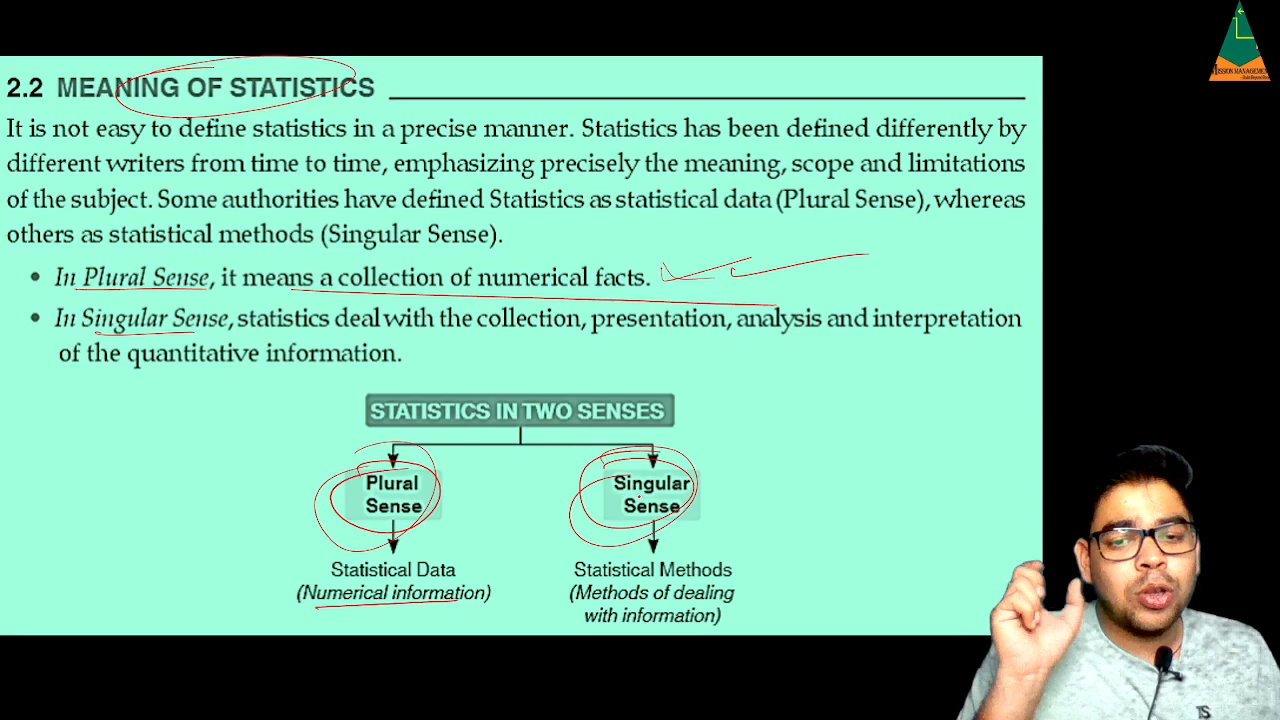 MISSION MANAGEMENT
2.2 MEANING OF STATISTICS
It is not easy to define statistics in a precise manner. Statistics has been defined differently by
different writers from time to time, emphasizing precisely the meaning, scope and limitations
of the subject. Some authorities have defined Statistics as statistical data (Plural Sense), whereas
others as statistical methods (Singular Sense).
• In Plural Sense, it means a collection of numerical facts.
• In Singular Sense, statistics deal with the collection, presentation, analysis and interpretation
of the quantitative information.
STATISTICS IN TWO SENSES
Plural
Sense
Singular
Sense
Statistical Data
(Numerical information)
Statistical Methods
(Methods of dealing
with information)